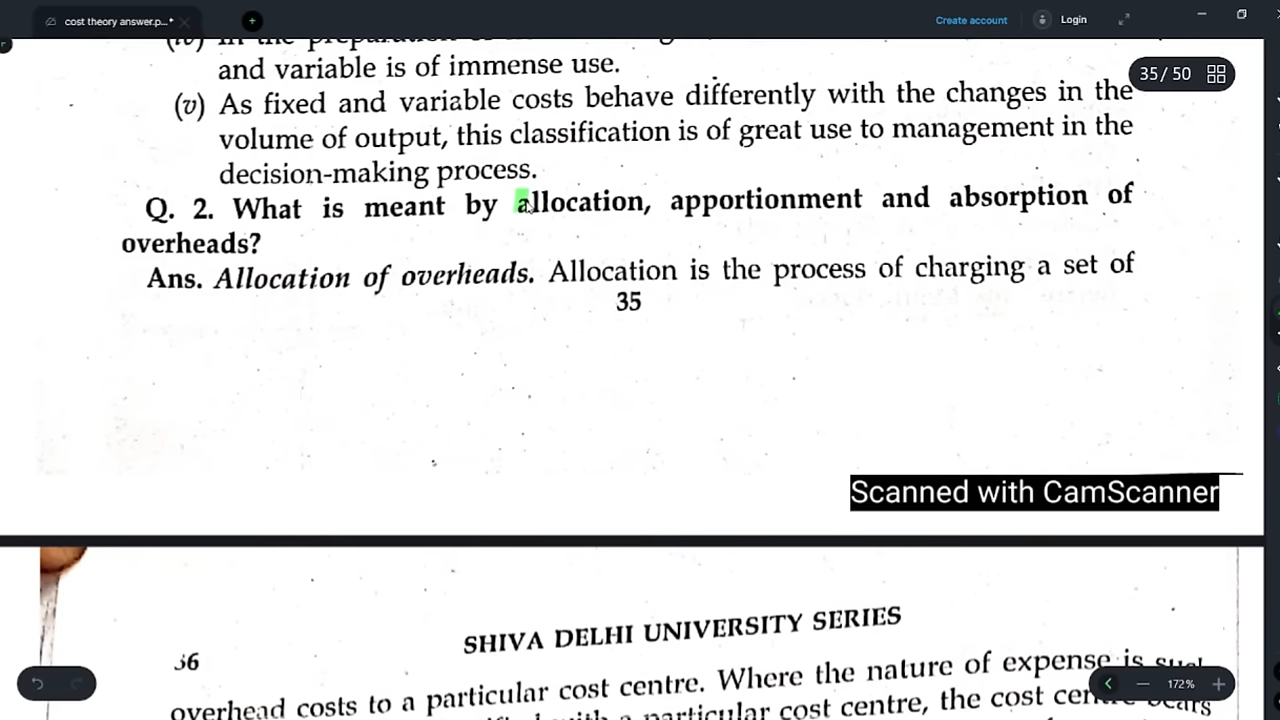 cost theory answer.p...*
Create account
Login
and variable is of immense use.
35 / 50
(v) As fixed and variable costs behave differently with the changes in the
volume of output, this classification is of great use to management in the
decision-making process.
Q. 2. What is meant by allocation, apportionment and absorption of
overheads?
Ans. Allocation of overheads. Allocation is the process of charging a set of
35
Scanned with CamScanner
SHIVA DELHI UNIVERSITY SERIES
36
overhead costs to a particular cost centre. Where the nature of expense is such
with a particular cost centre, the cost centre bears
172%